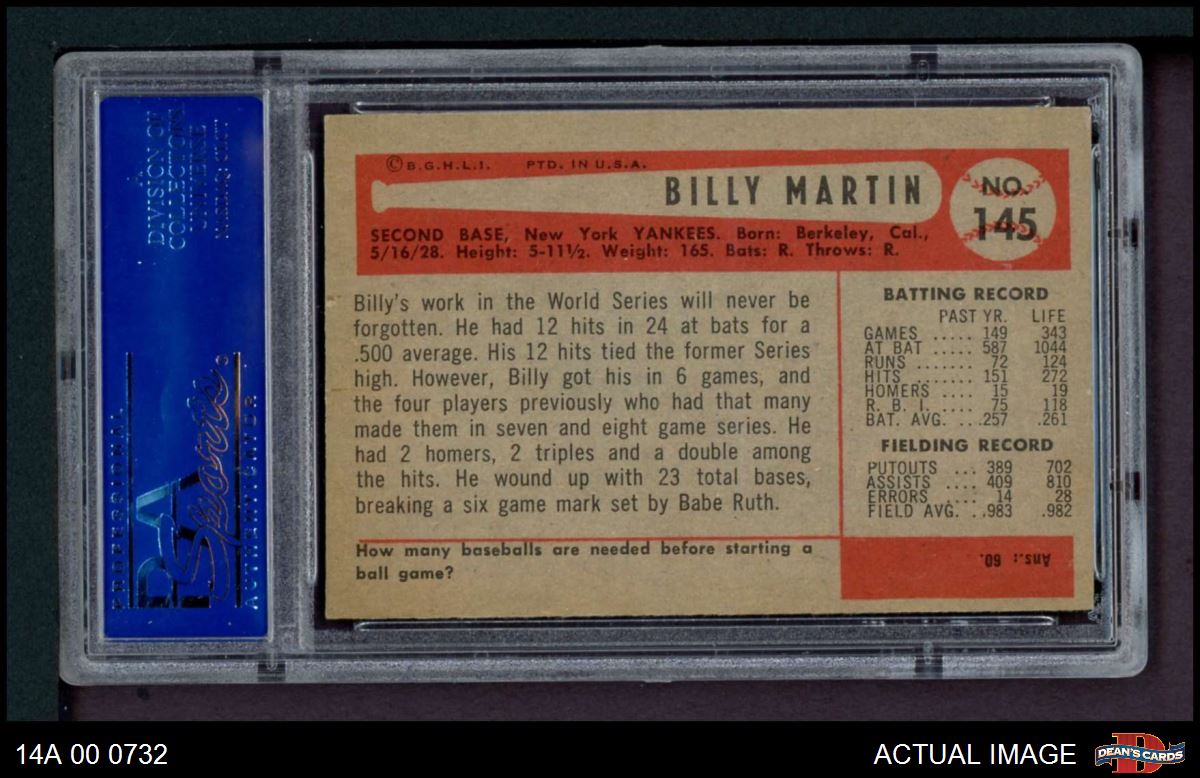 DIVISION OF
COLLECTORS
UNIVERSE
PROFESSIONAL
PSA
Sports
AUTHENTICATOR
© B.G.H.L.I. PTD. IN U.S.A.
BILLY MARTIN
NO.
145
SECOND BASE, New York YANKEES. Born: Berkeley, Cal.,
5/16/28. Height: 5-11½. Weight: 165. Bats: R. Throws: R.
Billy's work in the World Series will never be
forgotten. He had 12 hits in 24 at bats for a
.500 average. His 12 hits tied the former Series
high. However, Billy got his in 6 games, and
the four players previously who had that many
made them in seven and eight game series. He
had 2 homers, 2 triples and a double among
the hits. He wound up with 23 total bases,
breaking a six game mark set by Babe Ruth.
BATTING RECORD
PAST YR. LIFE
GAMES ..... 149 343
AT BAT ..... 587 1044
RUNS ....... 72 124
HITS ....... 151 272
HOMERS .... 15 19
R. B. I. .... 75 118
BAT. AVG. ...257 .261
FIELDING RECORD
PUTOUTS ... 389 702
ASSISTS .... 409 810
ERRORS .... 14 28
FIELD AVG. ..983 .982
How many baseballs are needed before starting a
ball game?
Ans.: 60.
14A 00 0732
ACTUAL IMAGE
DEAN'S CARDS